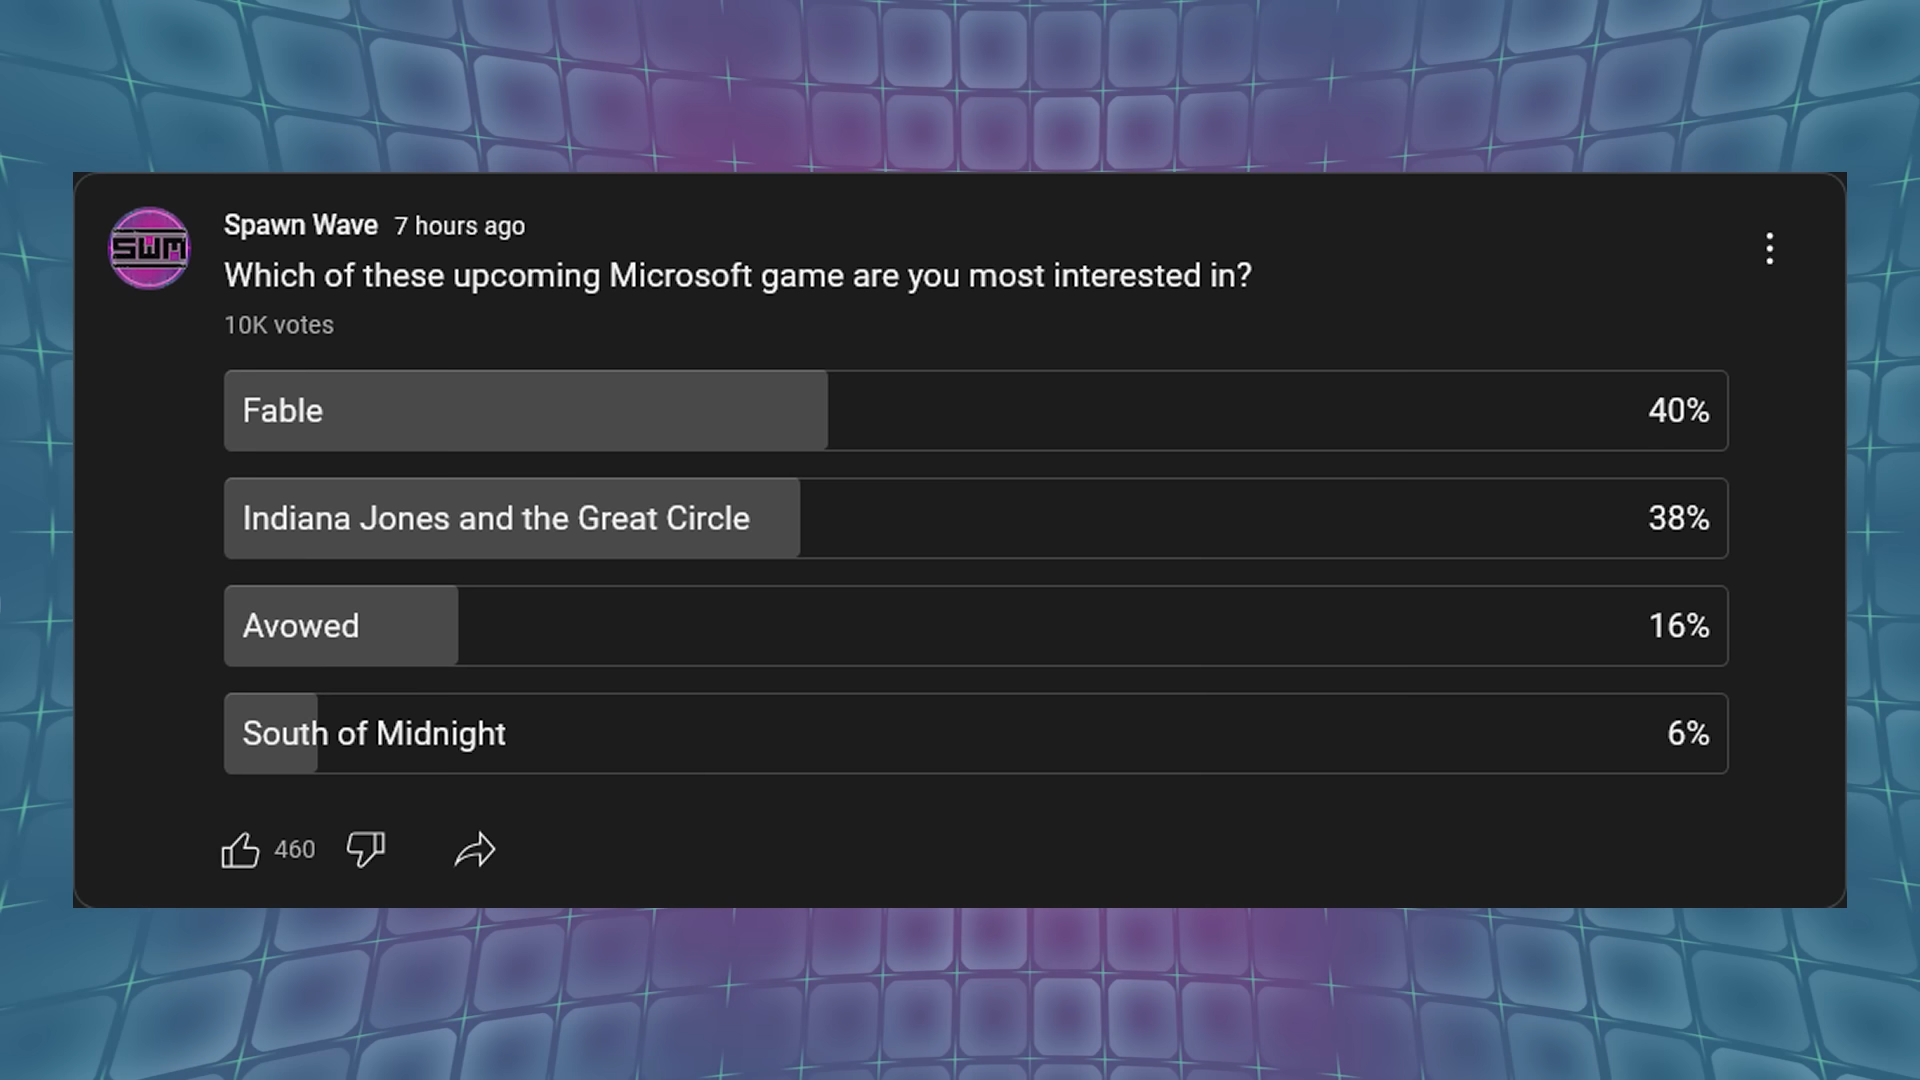 SWM
Spawn Wave 7 hours ago
Which of these upcoming Microsoft game are you most interested in?
10K votes
Fable 40%
Indiana Jones and the Great Circle 38%
Avowed 16%
South of Midnight 6%
460